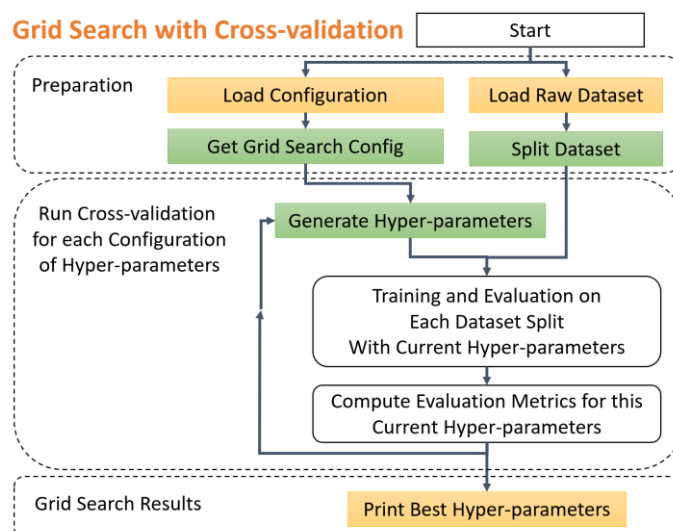 Grid Search with Cross-validation
Start
Preparation
Load Configuration
Load Raw Dataset
Get Grid Search Config
Split Dataset
Run Cross-validation
for each Configuration
of Hyper-parameters
Generate Hyper-parameters
Training and Evaluation on
Each Dataset Split
With Current Hyper-parameters
Compute Evaluation Metrics for this
Current Hyper-parameters
Grid Search Results
Print Best Hyper-parameters